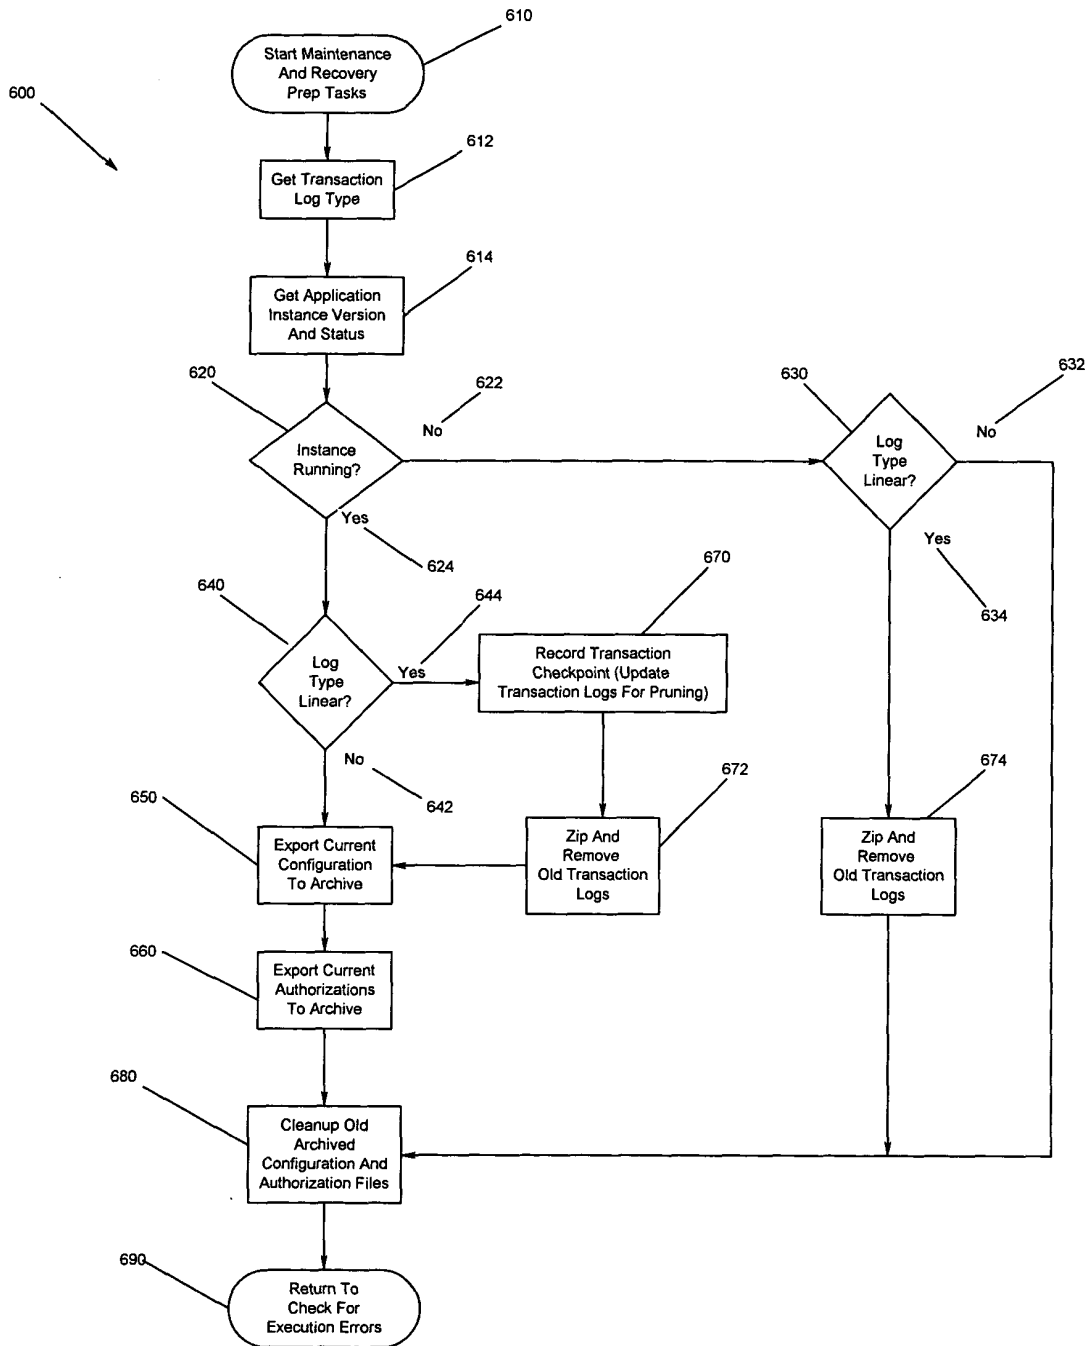 610
Start Maintenance
And Recovery
Prep Tasks
600
612
Get Transaction
Log Type
614
Get Application
Instance Version
And Status
620
622
630
632
No
No
Instance
Running?
Log
Type
Linear?
Yes
Yes
624
634
640
644
670
Log
Type
Linear?
Yes
Record Transaction
Checkpoint (Update
Transaction Logs For Pruning)
No
642
650
672
674
Export Current
Configuration
To Archive
Zip And
Remove
Old Transaction
Logs
Zip And
Remove
Old Transaction
Logs
660
Export Current
Authorizations
To Archive
680
Cleanup Old
Archived
Configuration And
Authorization Files
690
Return To
Check For
Execution Errors